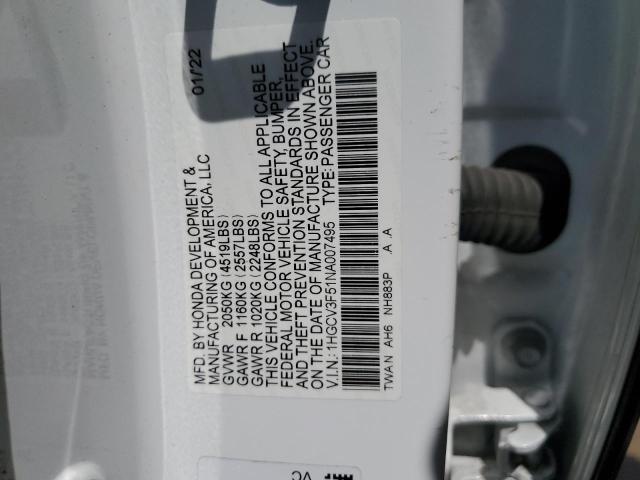 MFD. BY HONDA DEVELOPMENT & 01/22
MANUFACTURING OF AMERICA, LLC
GVWR 2050KG (4519LBS)
GAWR F 1160KG (2557LBS)
GAWR R 1020KG (2248LBS)
THIS VEHICLE CONFORMS TO ALL APPLICABLE
FEDERAL MOTOR VEHICLE SAFETY, BUMPER,
AND THEFT PREVENTION STANDARDS IN EFFECT
ON THE DATE OF MANUFACTURE SHOWN ABOVE.
V.I.N.: 1HGCV3F51NA007495 TYPE: PASSENGER CAR
TWAN AH6 NH883P A .A
VC